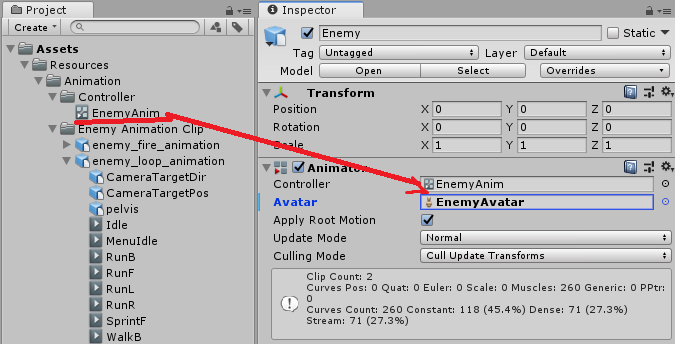 Project
Create
Assets
Resources
Animation
Controller
EnemyAnim
Enemy Animation Clip
enemy_fire_animation
enemy_loop_animation
CameraTargetDir
CameraTargetPos
pelvis
Idle
MenuIdle
RunB
RunF
RunL
RunR
SprintF
WalkB
Inspector
Enemy Static
Tag Untagged Layer Default
Model Open Select Overrides
Transform
Position X 0 Y 0 Z 0
Rotation X 0 Y 0 Z 0
Scale X 1 Y 1 Z 1
Animator
Controller EnemyAnim
Avatar EnemyAvatar
Apply Root Motion
Update Mode Normal
Culling Mode Cull Update Transforms
Clip Count: 2
Curves Pos: 0 Quat: 0 Euler: 0 Scale: 0 Muscles: 260 Generic: 0 PPtr:
0
Curves Count: 260 Constant: 118 (45.4%) Dense: 71 (27.3%)
Stream: 71 (27.3%)